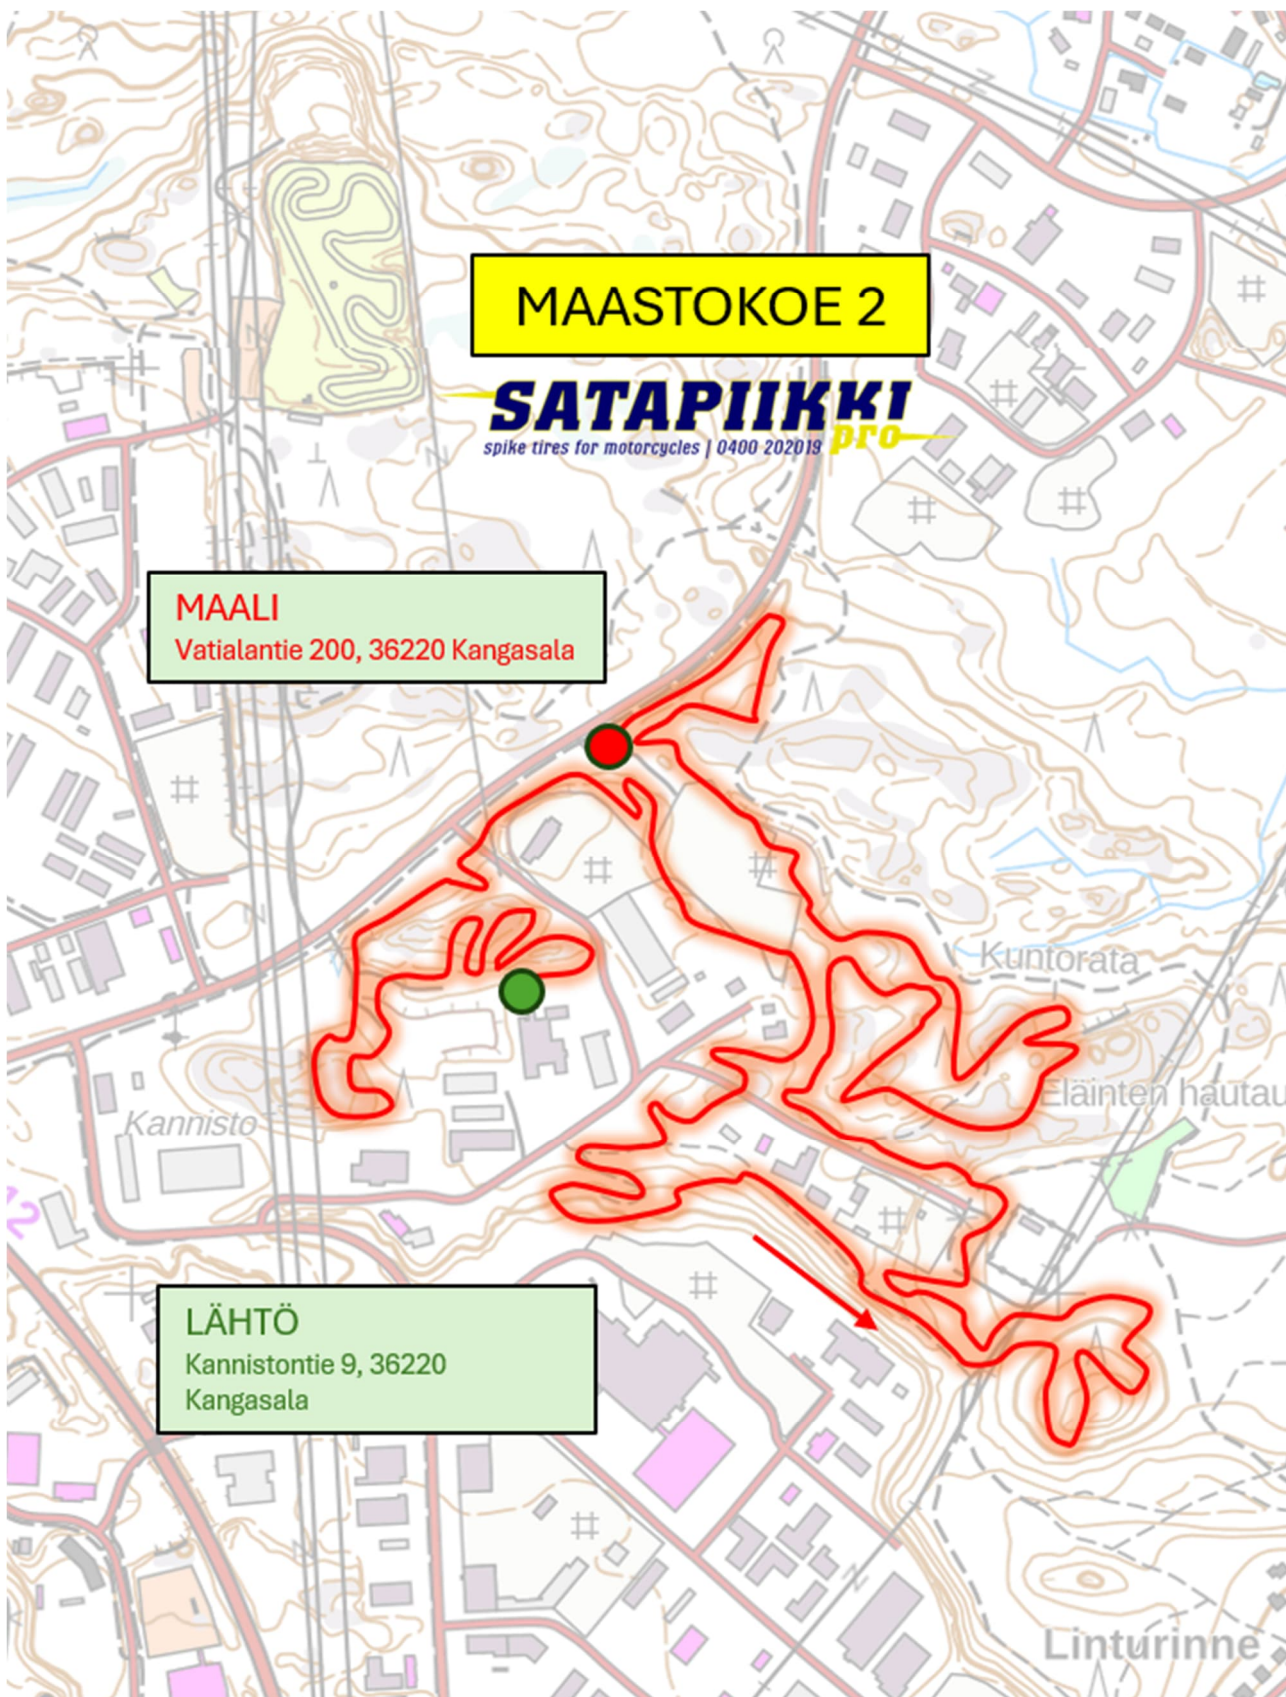 MAASTOKOE 2
SATAPIIKKI
pro
spike tires for motorcycles | 0400 202019
MAALI
Vatialantie 200, 36220 Kangasala
Kuntorata
Eläinten hautau
Kannisto
12
LÄHTÖ
Kannistontie 9, 36220
Kangasala
Linturinne